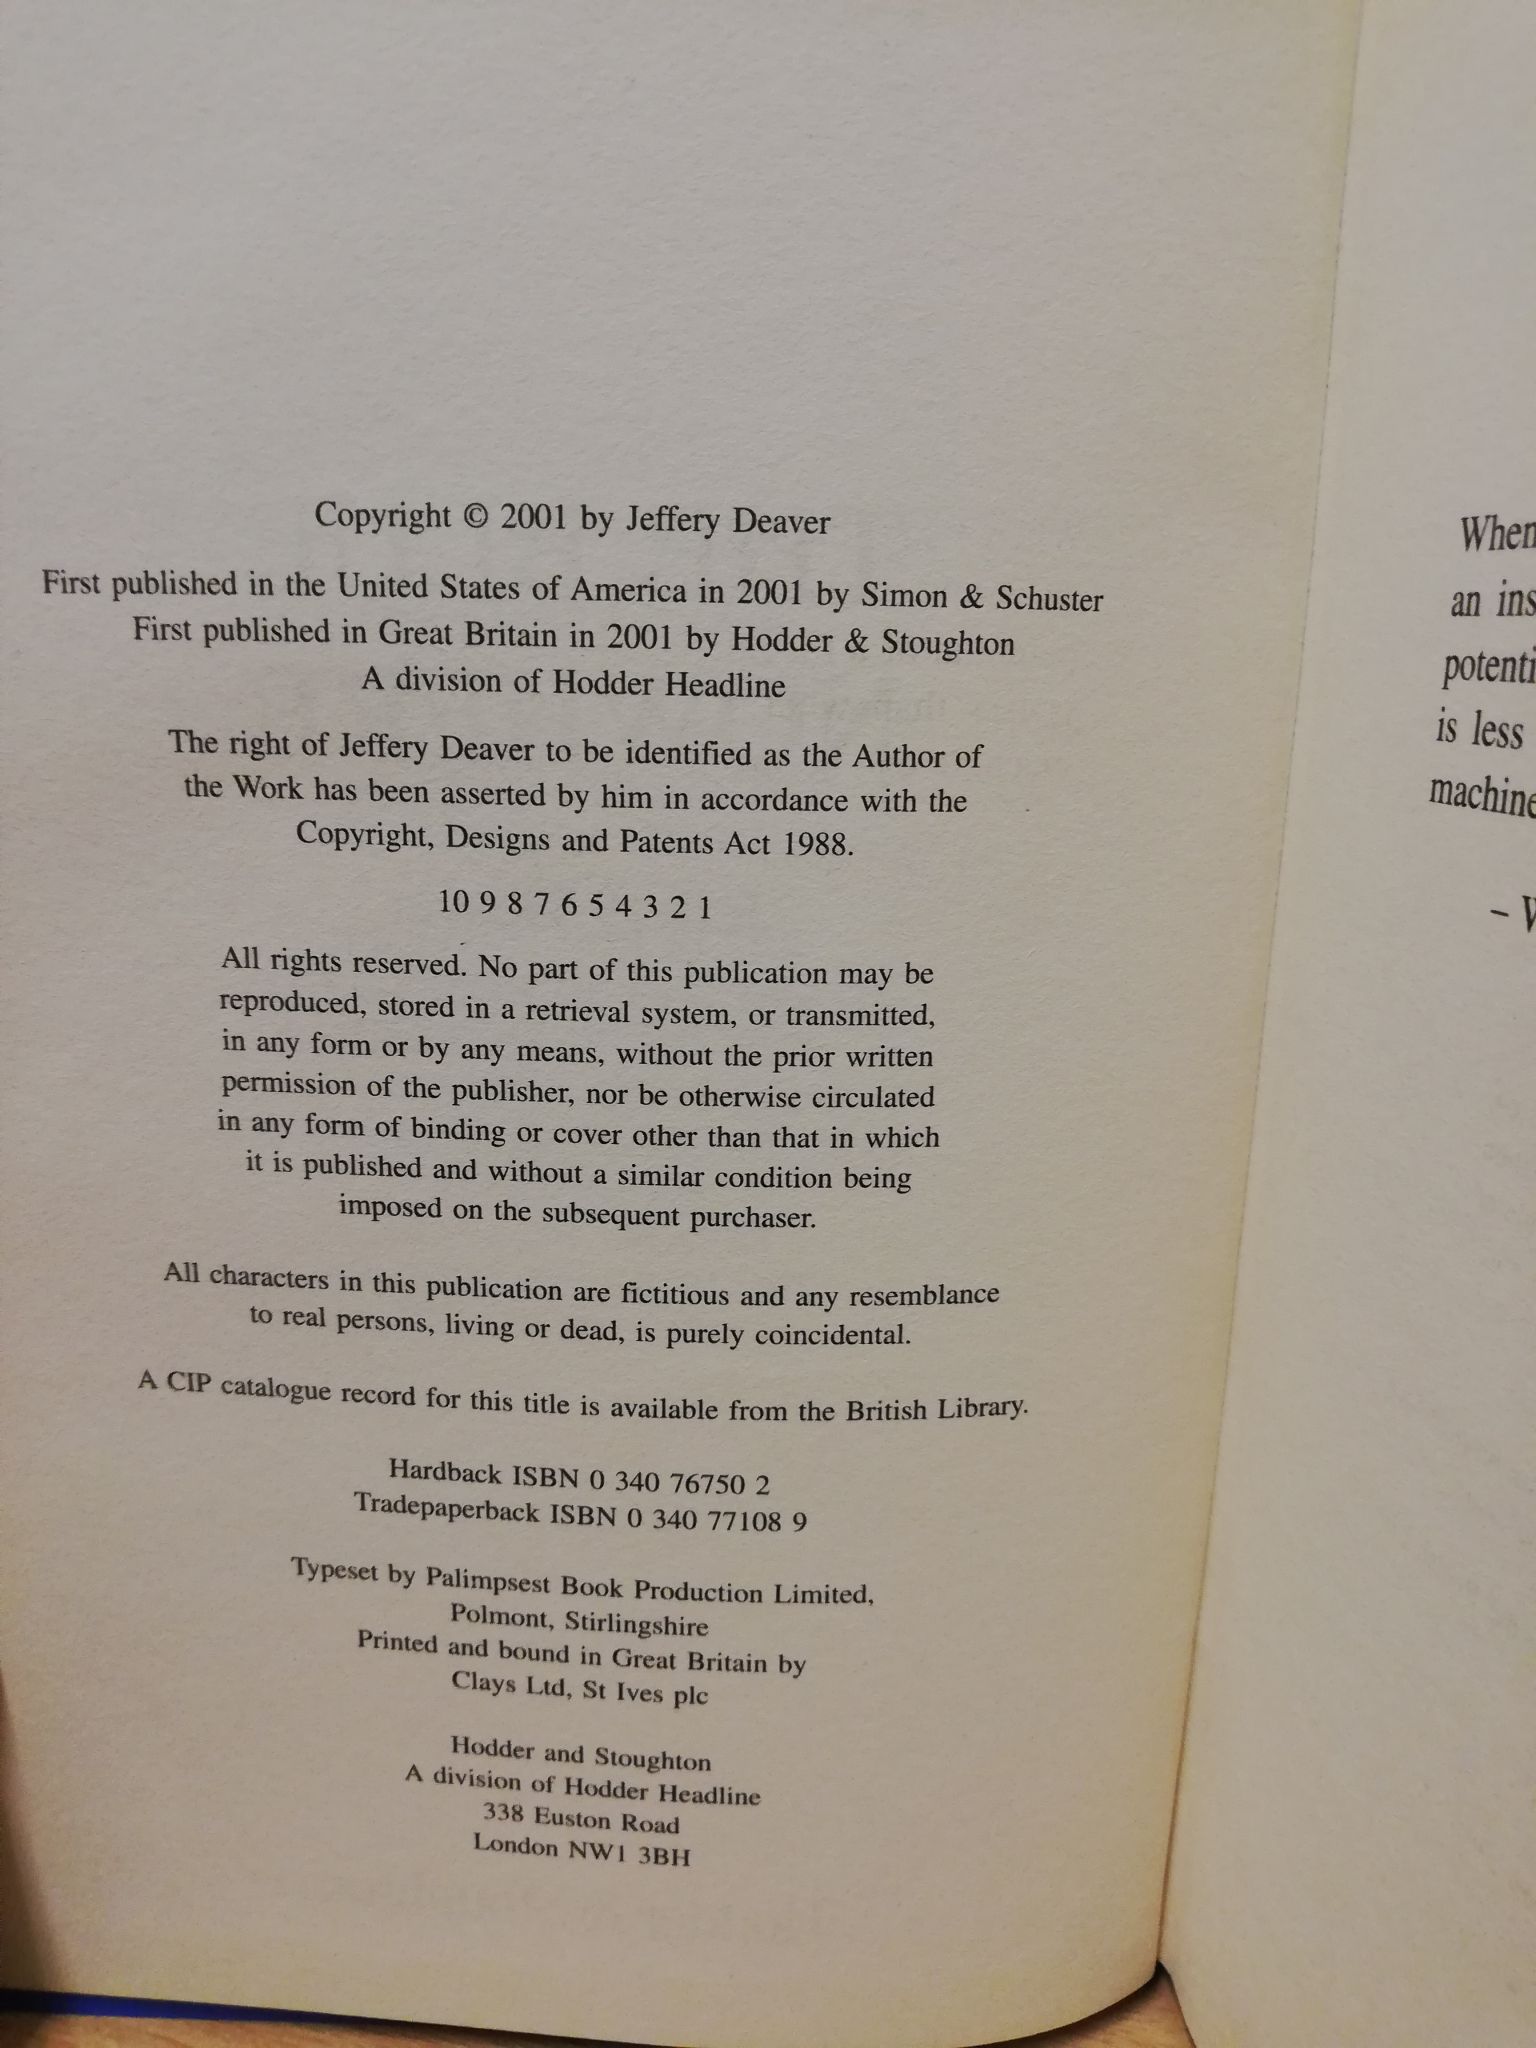 Copyright © 2001 by Jeffery Deaver
First published in the United States of America in 2001 by Simon & Schuster
First published in Great Britain in 2001 by Hodder & Stoughton
A division of Hodder Headline
The right of Jeffery Deaver to be identified as the Author of
the Work has been asserted by him in accordance with the
Copyright, Designs and Patents Act 1988.
10 9 8 7 6 5 4 3 2 1
All rights reserved. No part of this publication may be
reproduced, stored in a retrieval system, or transmitted,
in any form or by any means, without the prior written
permission of the publisher, nor be otherwise circulated
in any form of binding or cover other than that in which
it is published and without a similar condition being
imposed on the subsequent purchaser.
All characters in this publication are fictitious and any resemblance
to real persons, living or dead, is purely coincidental.
A CIP catalogue record for this title is available from the British Library.
Hardback ISBN 0 340 76750 2
Tradepaperback ISBN 0 340 77108 9
Typeset by Palimpsest Book Production Limited,
Polmont, Stirlingshire
Printed and bound in Great Britain by
Clays Ltd, St Ives plc
Hodder and Stoughton
A division of Hodder Headline
338 Euston Road
London NW1 3BH
When
an
is less